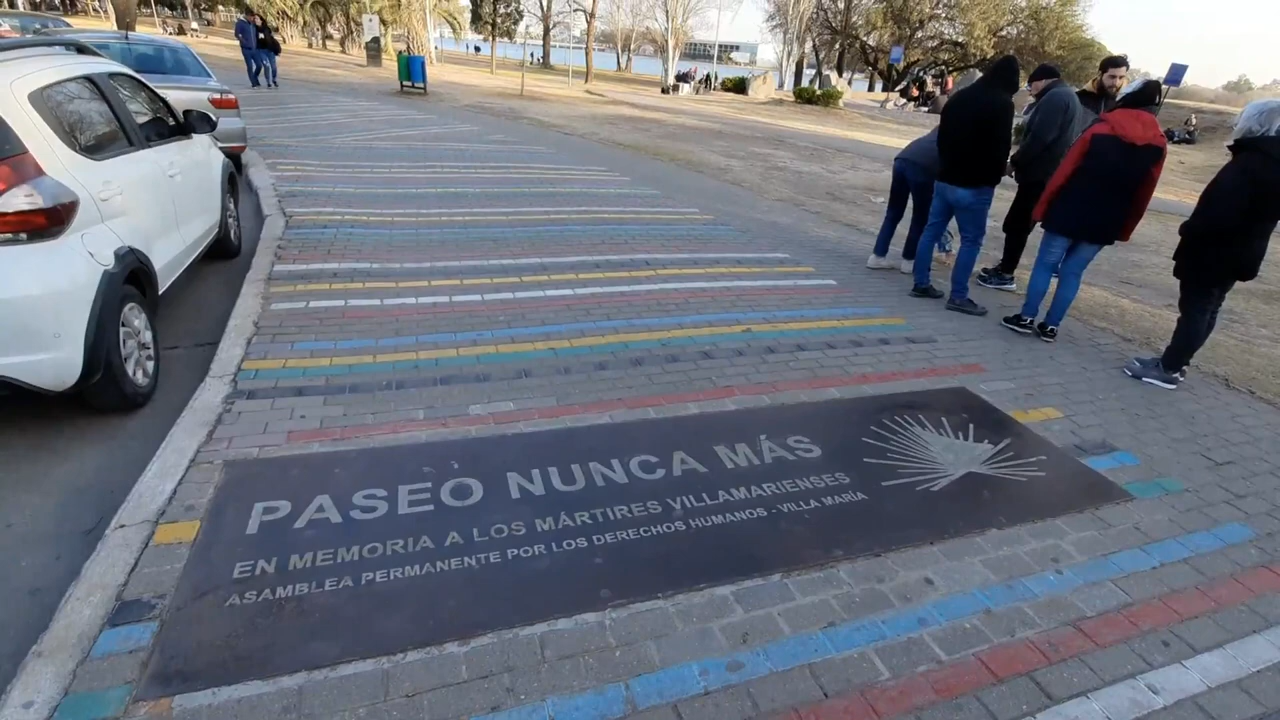 PASEO NUNCA MÁS
EN MEMORIA A LOS MÁRTIRES VILLAMARIENSES
ASAMBLEA PERMANENTE POR LOS DERECHOS HUMANOS - VILLA MARÍA